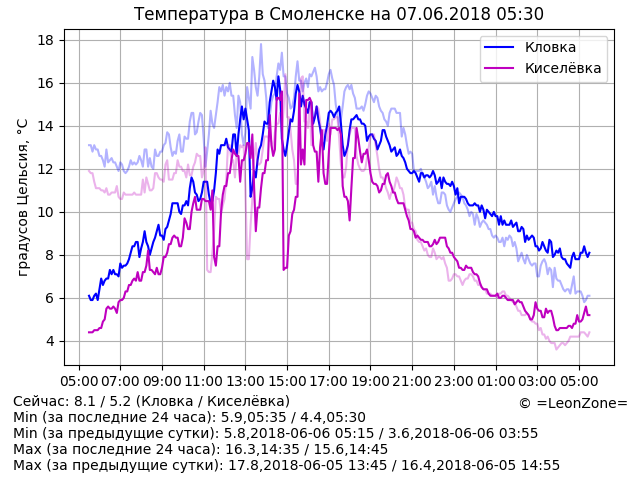 Температура в Смоленске на 07.06.2018 05:30
Кловка
Киселёвка
градусов Цельсия, °C
18
16
14
12
10
8
6
4
05:00 07:00 09:00 11:00 13:00 15:00 17:00 19:00 21:00 23:00 01:00 03:00 05:00
© =LeonZone=
Сейчас: 8.1 / 5.2 (Кловка / Киселёвка)
Min (за последние 24 часа): 5.9,05:35 / 4.4,05:30
Min (за предыдущие сутки): 5.8,2018-06-06 05:15 / 3.6,2018-06-06 03:55
Max (за последние 24 часа): 16.3,14:35 / 15.6,14:45
Max (за предыдущие сутки): 17.8,2018-06-05 13:45 / 16.4,2018-06-05 14:55